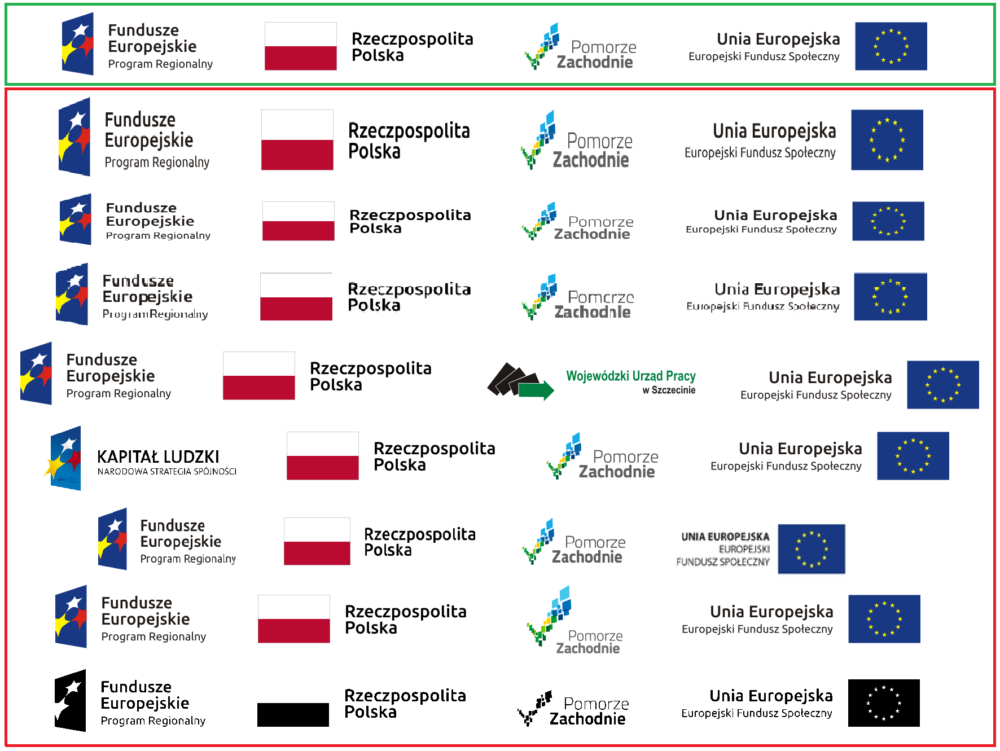 Fundusze
Europejskie
Program Regionalny
Rzeczpospolita
Polska
Pomorze
Zachodnie
Unia Europejska
Europejski Fundusz Społeczny
Fundusze
Europejskie
Program Regionalny
Rzeczpospolita
Polska
Pomorze
Zachodnie
Unia Europejska
Europejski Fundusz Społeczny
Fundusze
Europejskie
Program Regionalny
Rzeczpospolita
Polska
Pomorze
Zachodnie
Unia Europejska
Europejski Fundusz Społeczny
Fundusze
Europejskie
Program Regionalny
Rzeczpospolita
Polska
Pomorze
Zachodnie
Unia Europejska
Europejski Fundusz Społeczny
Fundusze
Europejskie
Program Regionalny
Rzeczpospolita
Polska
Wojewódzki Urząd Pracy
w Szczecinie
Unia Europejska
Europejski Fundusz Społeczny
KAPITAŁ LUDZKI
NARODOWA STRATEGIA SPÓJNOŚCI
Rzeczpospolita
Polska
Pomorze
Zachodnie
Unia Europejska
Europejski Fundusz Społeczny
Fundusze
Europejskie
Program Regionalny
Rzeczpospolita
Polska
Pomorze
Zachodnie
UNIA EUROPEJSKA
EUROPEJSKI
FUNDUSZ SPOŁECZNY
Fundusze
Europejskie
Program Regionalny
Rzeczpospolita
Polska
Pomorze
Zachodnie
Unia Europejska
Europejski Fundusz Społeczny
Fundusze
Europejskie
Program Regionalny
Rzeczpospolita
Polska
Pomorze
Zachodnie
Unia Europejska
Europejski Fundusz Społeczny